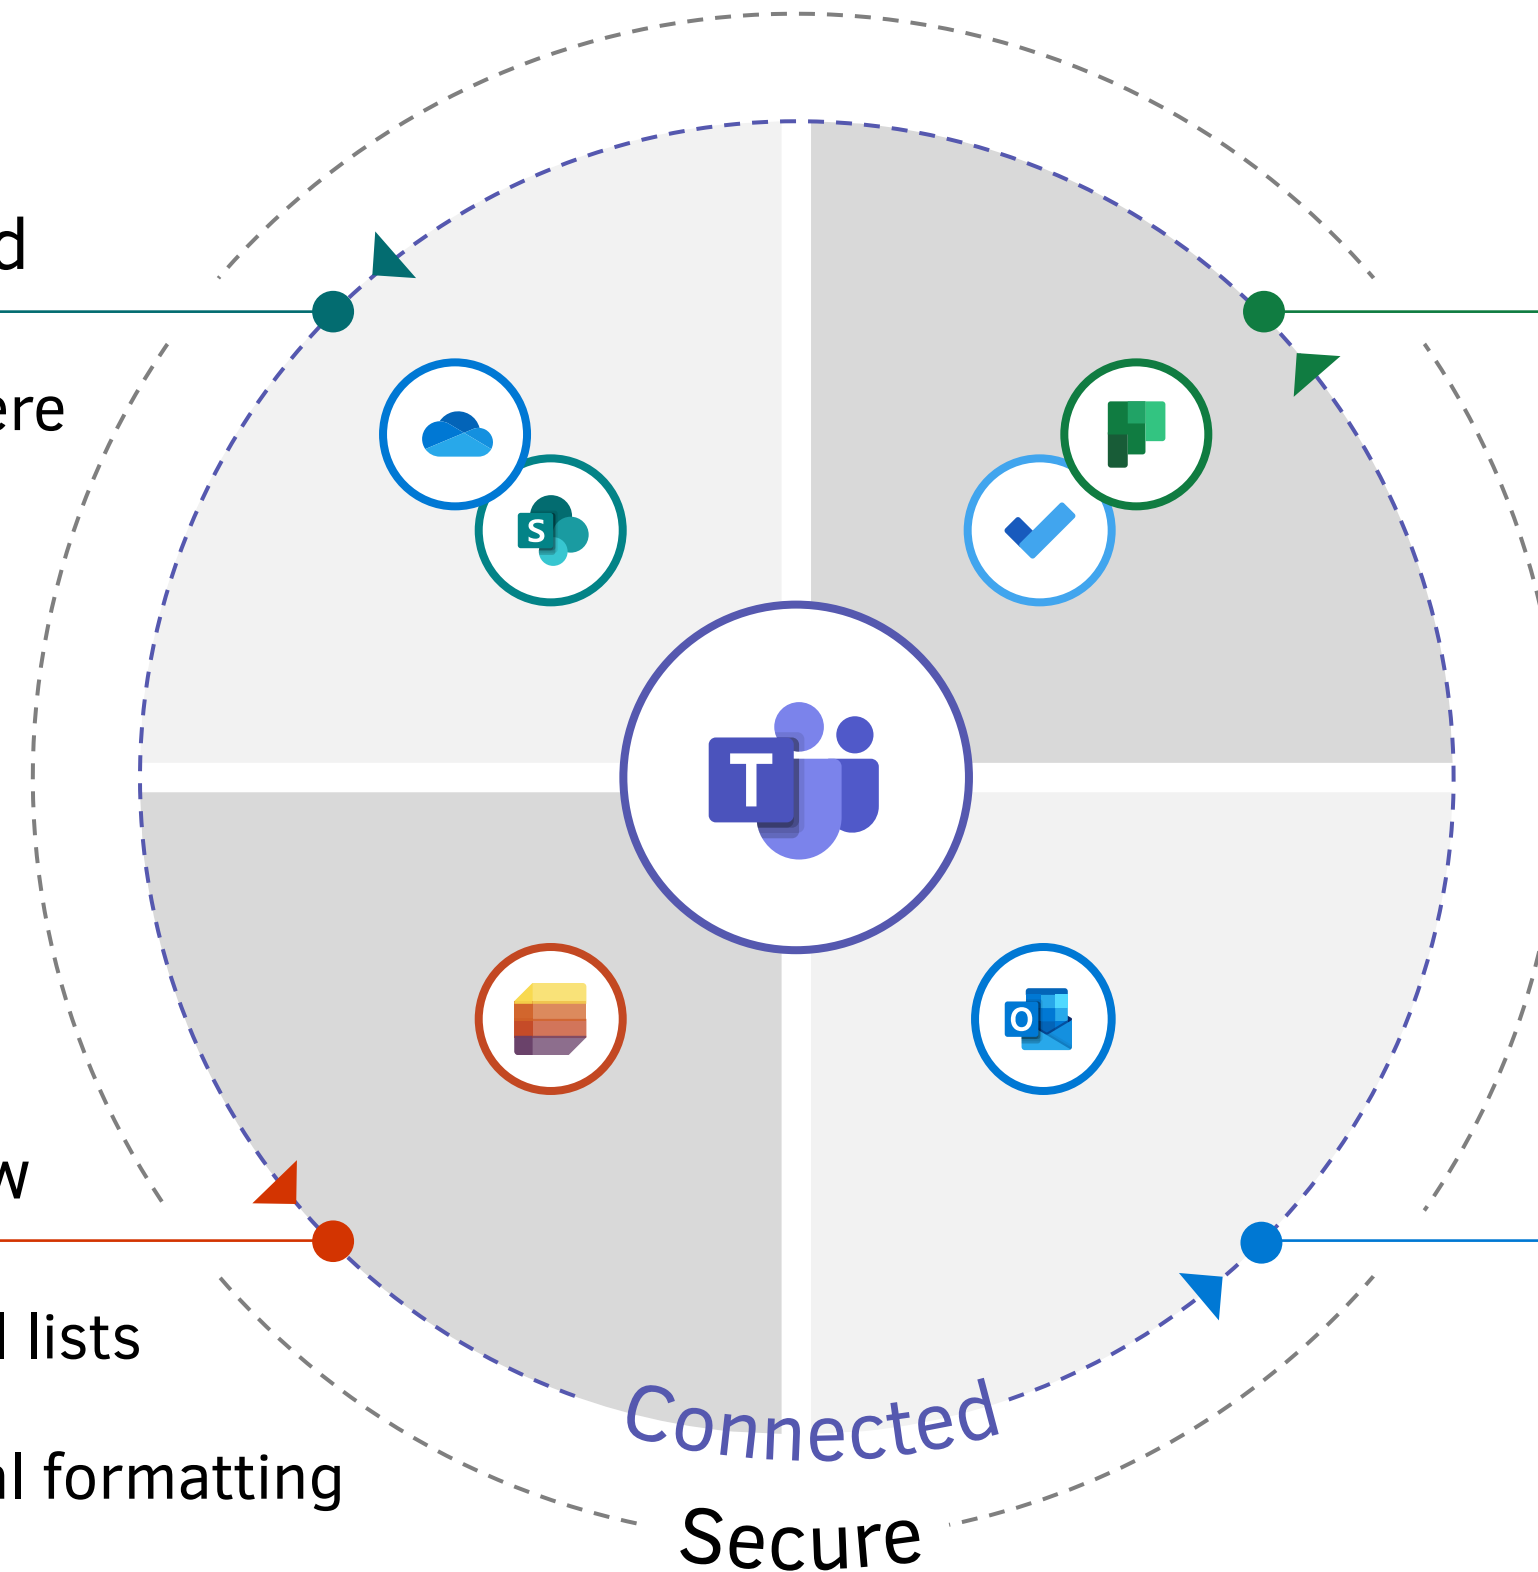 d
ere
S
T
O
w
l lists
al formatting
Connected
Secure